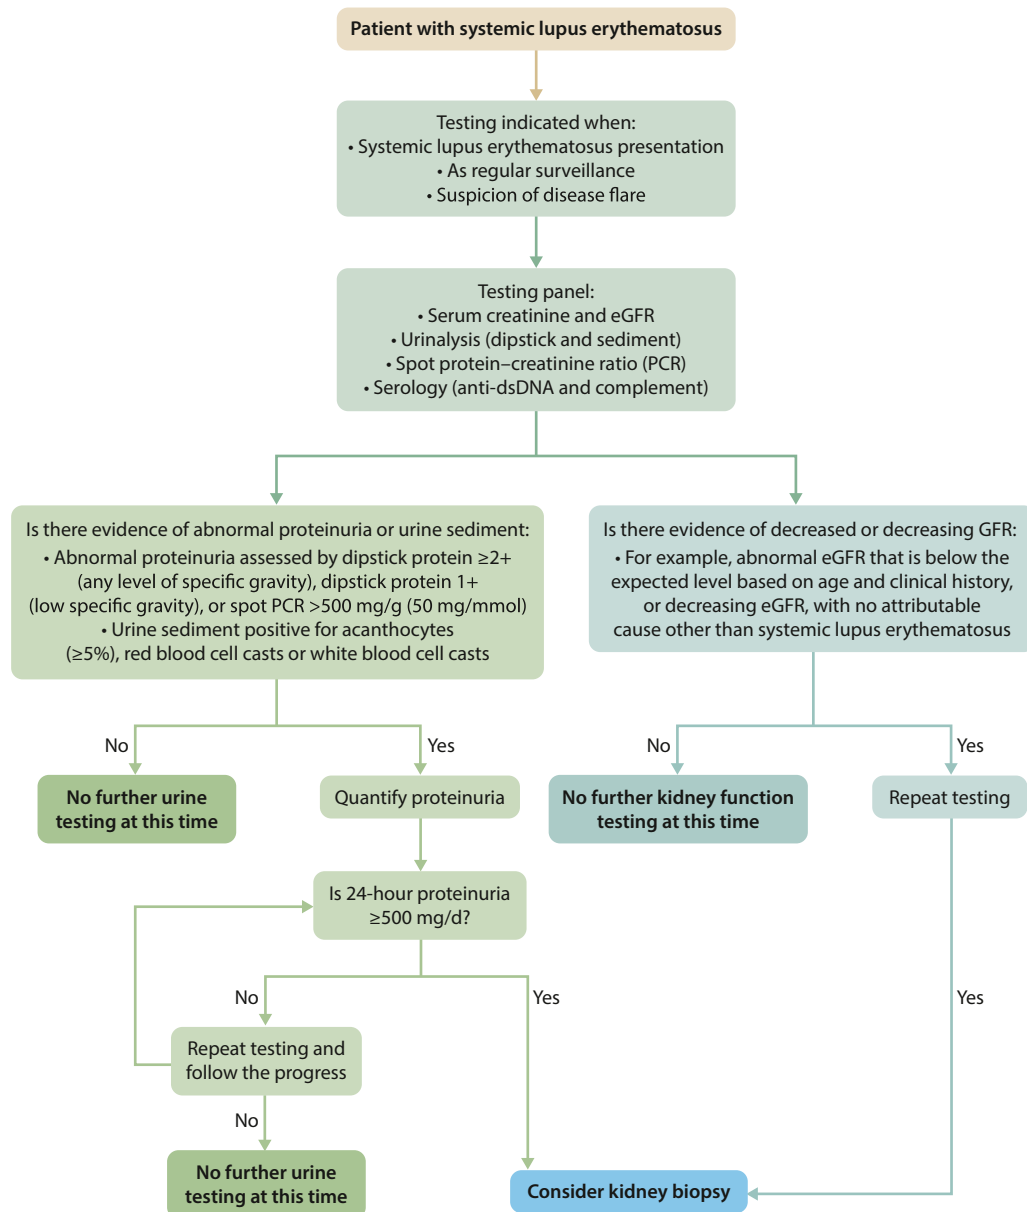 Patient with systemic lupus erythematosus
Testing indicated when:
• Systemic lupus erythematosus presentation
• As regular surveillance
• Suspicion of disease flare
Testing panel:
• Serum creatinine and eGFR
• Urinalysis (dipstick and sediment)
• Spot protein–creatinine ratio (PCR)
• Serology (anti-dsDNA and complement)
Is there evidence of abnormal proteinuria or urine sediment:
• Abnormal proteinuria assessed by dipstick protein ≥2+
(any level of specific gravity), dipstick protein 1+
(low specific gravity), or spot PCR >500 mg/g (50 mg/mmol)
• Urine sediment positive for acanthocytes
(≥5%), red blood cell casts or white blood cell casts
Is there evidence of decreased or decreasing GFR:
• For example, abnormal eGFR that is below the
expected level based on age and clinical history,
or decreasing eGFR, with no attributable
cause other than systemic lupus erythematosus
No
Yes
No
Yes
No further urine
testing at this time
Quantify proteinuria
No further kidney function
testing at this time
Repeat testing
Is 24-hour proteinuria
≥500 mg/d?
No
Yes
Yes
Repeat testing and
follow the progress
No
No further urine
testing at this time
Consider kidney biopsy